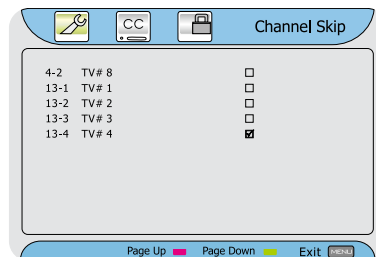 CC Channel Skip
4-2 TV# 8
13-1 TV# 1
13-2 TV# 2
13-3 TV# 3
13-4 TV# 4
Page Up Page Down Exit MENU